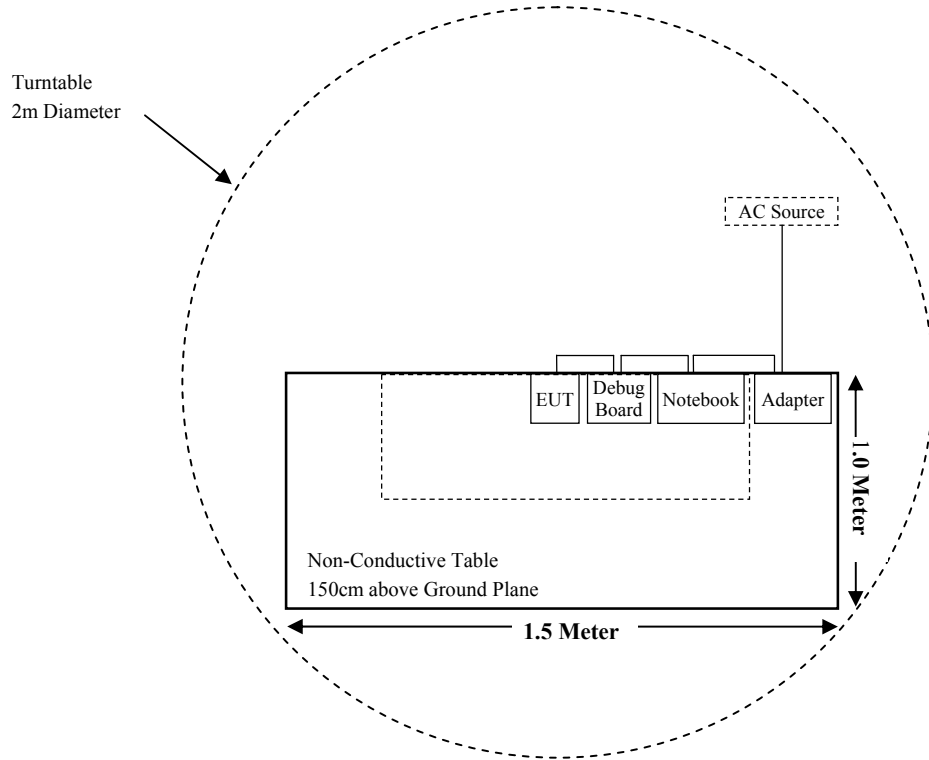 Turntable
2m Diameter
AC Source
EUT
Debug
Board
Notebook
Adapter
1.0 Meter
Non-Conductive Table
150cm above Ground Plane
1.5 Meter